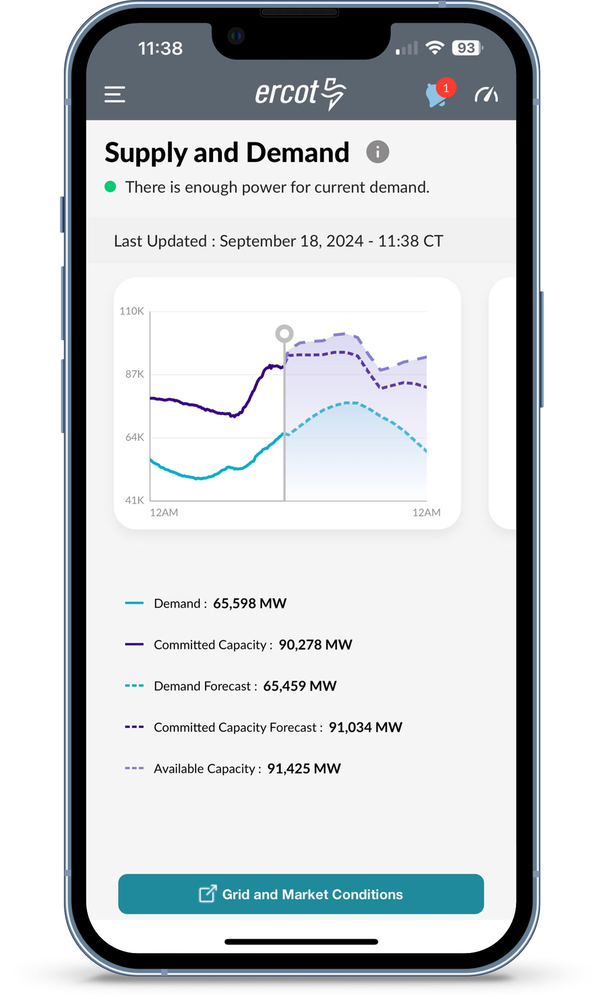 11:38
93
ercot
1
Supply and Demand
i
There is enough power for current demand.
Last Updated : September 18, 2024 - 11:38 CT
110K
87K
64K
41K
12AM 12AM
Demand : 65,598 MW
Committed Capacity : 90,278 MW
Demand Forecast : 65,459 MW
Committed Capacity Forecast : 91,034 MW
Available Capacity : 91,425 MW
Grid and Market Conditions